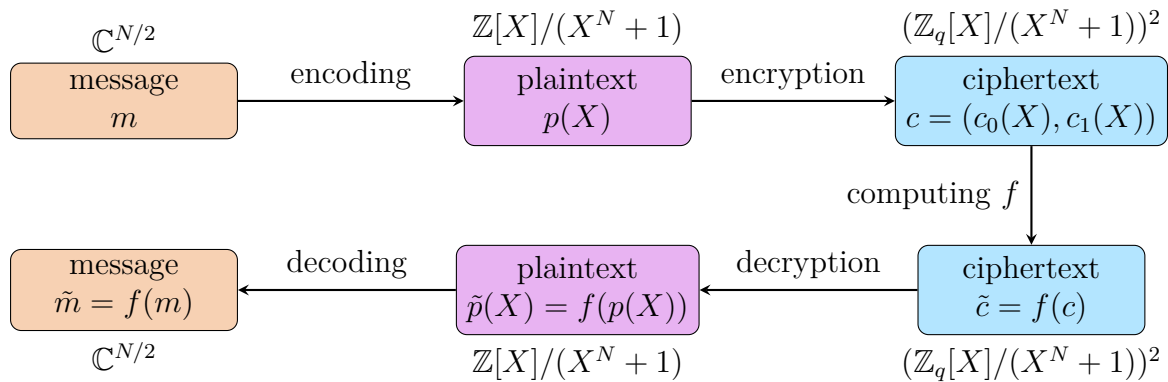 ℂ^{N/2}
ℤ[X]/(X^N + 1)
(ℤ_q[X]/(X^N + 1))^2
message
m
encoding
plaintext
p(X)
encryption
ciphertext
c = (c_0(X), c_1(X))
computing f
message
m̃ = f(m)
decoding
plaintext
p̃(X) = f(p(X))
decryption
ciphertext
c̃ = f(c)
ℂ^{N/2}
ℤ[X]/(X^N + 1)
(ℤ_q[X]/(X^N + 1))^2